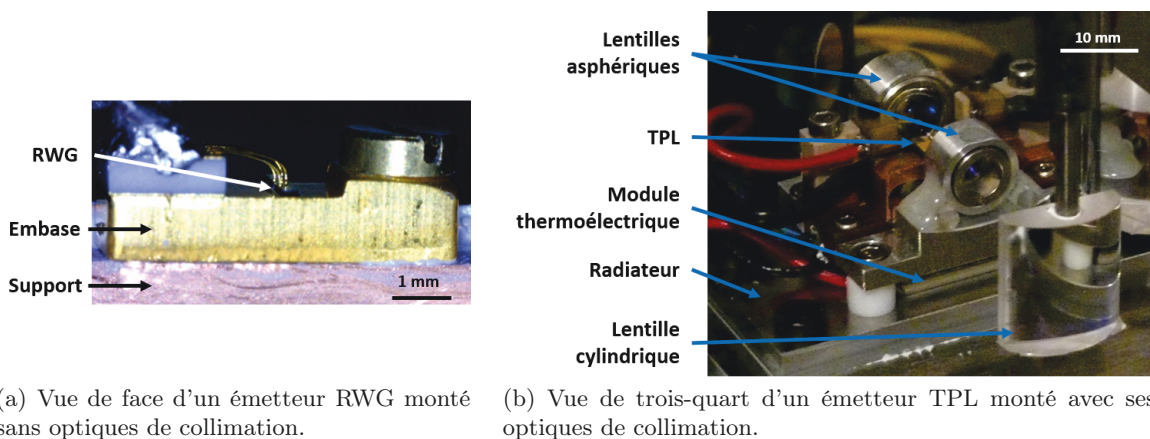 RWG
Embase
Support
1 mm
Lentilles
asphériques
TPL
Module
thermoélectrique
Radiateur
Lentille
cylindrique
10 mm
(a) Vue de face d'un émetteur RWG monté
sans optiques de collimation.
(b) Vue de trois-quart d'un émetteur TPL monté avec ses
optiques de collimation.